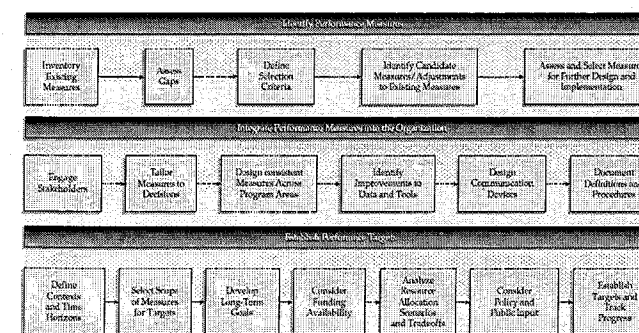 Identify Performance Measures
Inventory
Existing
Measures
Assess
Gaps
Define
Selection
Criteria
Identify Candidate
Measures/Adjustments
to Existing Measures
Assess and Select Measur
for Further Design and
Implementation
Integrate Performance Measures into the Organization
Engage
Stakeholders
Tailor
Measures to
Decisions
Design consistent
Measures Across
Program Areas
Identify
Improvements to
Data and Tools
Design
Communication
Devices
Document
Definitions and
Procedures
Establish Performance Targets
Define
Contexts
and Time
Horizons
Select Scope
of Measures
for Targets
Develop
Long-Term
Goals
Consider
Funding
Availability
Analyze
Resource
Allocation
Scenarios
and Tradeoffs
Consider
Policy and
Public Input
Establish
Targets and
Track
Progress